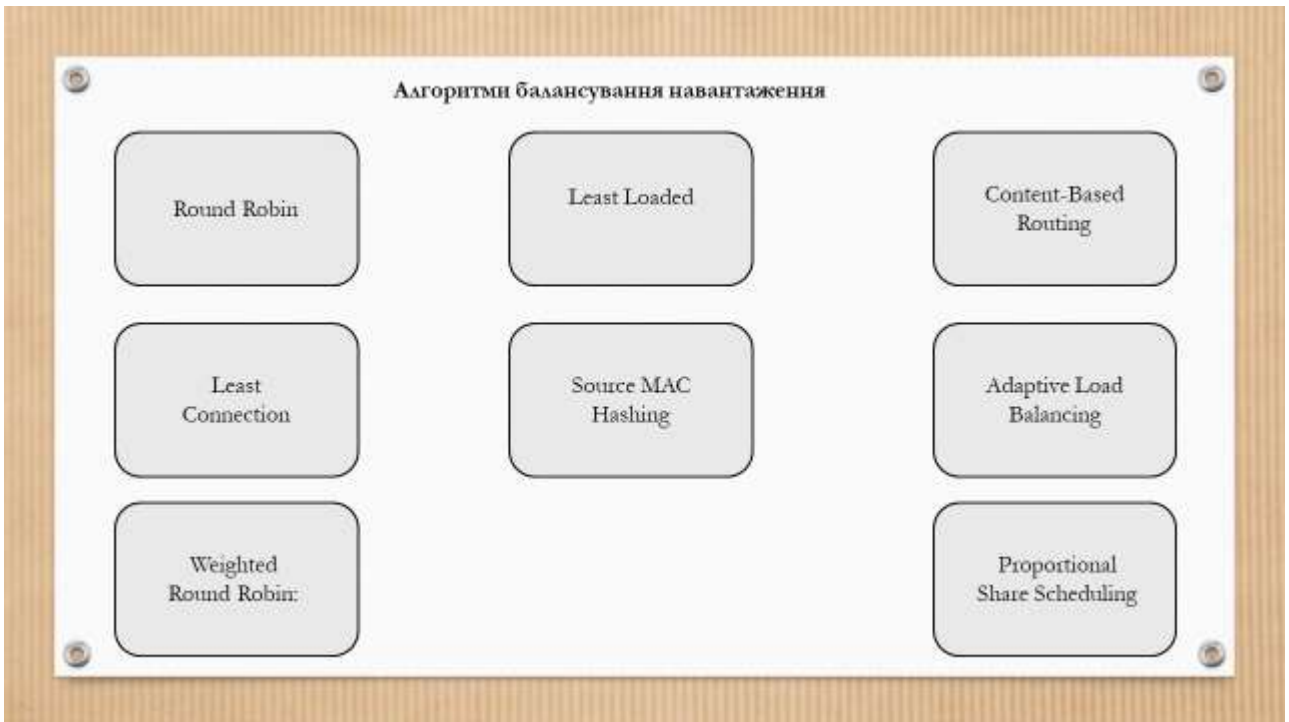 Алгоритми балансування навантаження
Round Robin
Least Loaded
Content-Based
Routing
Least
Connection
Source MAC
Hashing
Adaptive Load
Balancing
Weighted
Round Robin:
Proportional
Share Scheduling